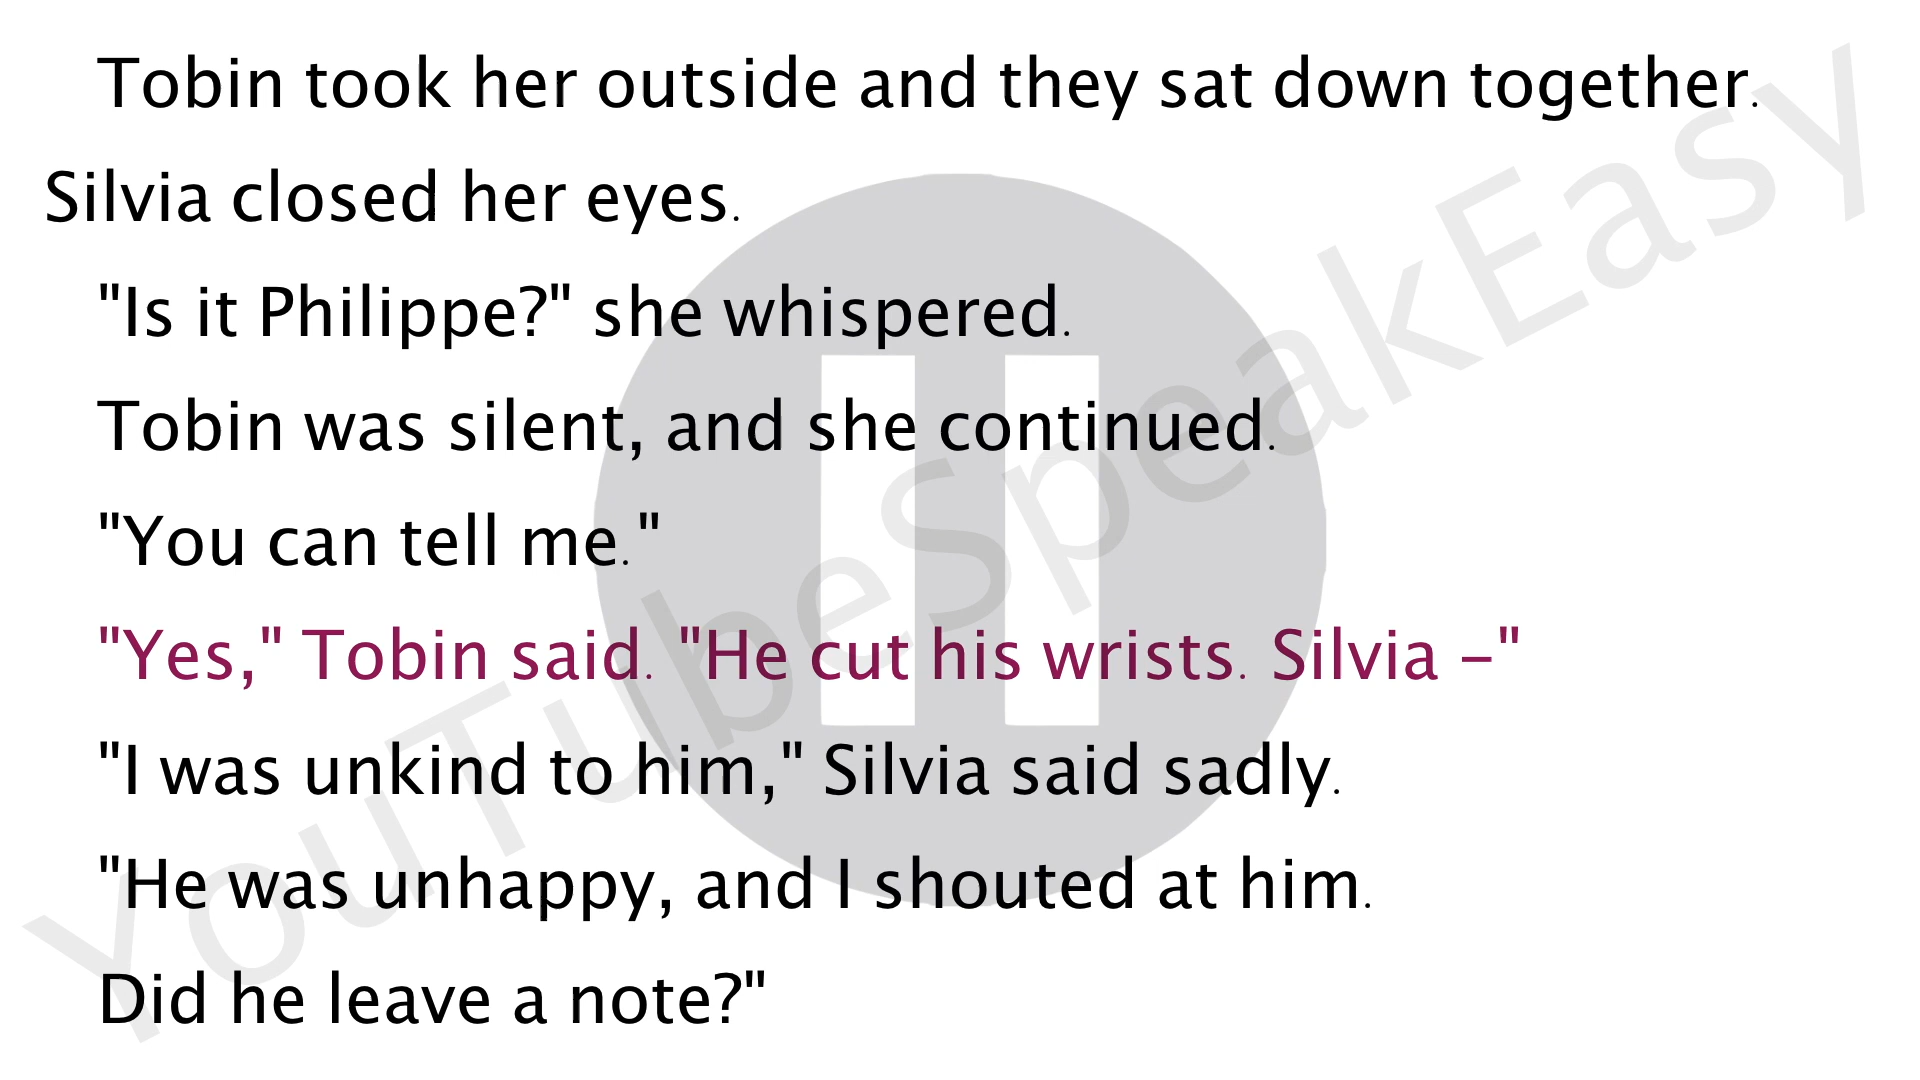 Tobin took her outside and they sat down together.
Silvia closed her eyes.
"Is it Philippe?" she whispered.
Tobin was silent, and she continued.
"You can tell me."
"Yes," Tobin said. "He cut his wrists. Silvia –"
"I was unkind to him," Silvia said sadly.
"He was unhappy, and I shouted at him.
Did he leave a note?"
YouTubeSpeakEasy